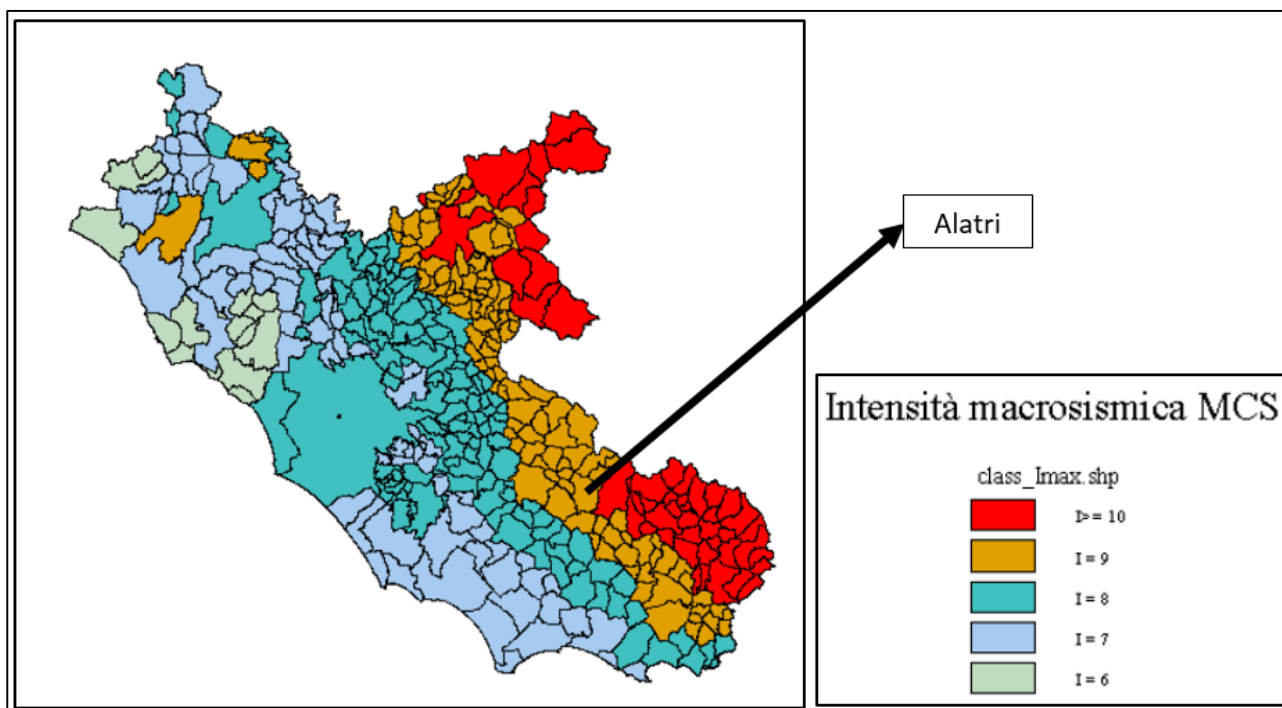 Alatri
Intensità macrosismica MCS
class_Imax.shp
I>= 10
I = 9
I = 8
I = 7
I = 6